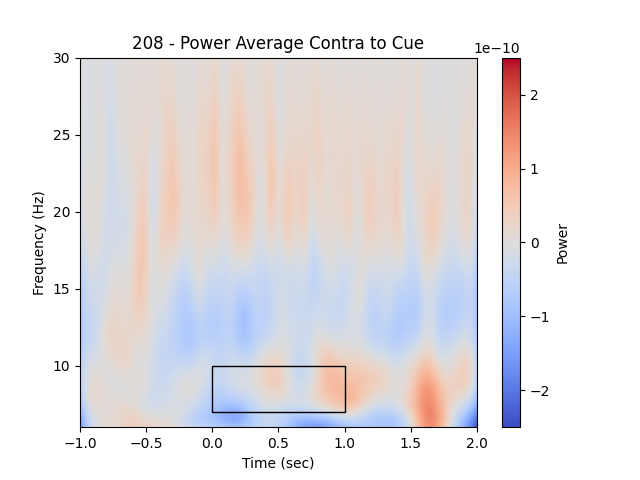 208 - Power Average Contra to Cue
1e−10
30
25
20
15
10
Frequency (Hz)
−1.0 −0.5 0.0 0.5 1.0 1.5 2.0
Time (sec)
2
1
0
−1
−2
Power